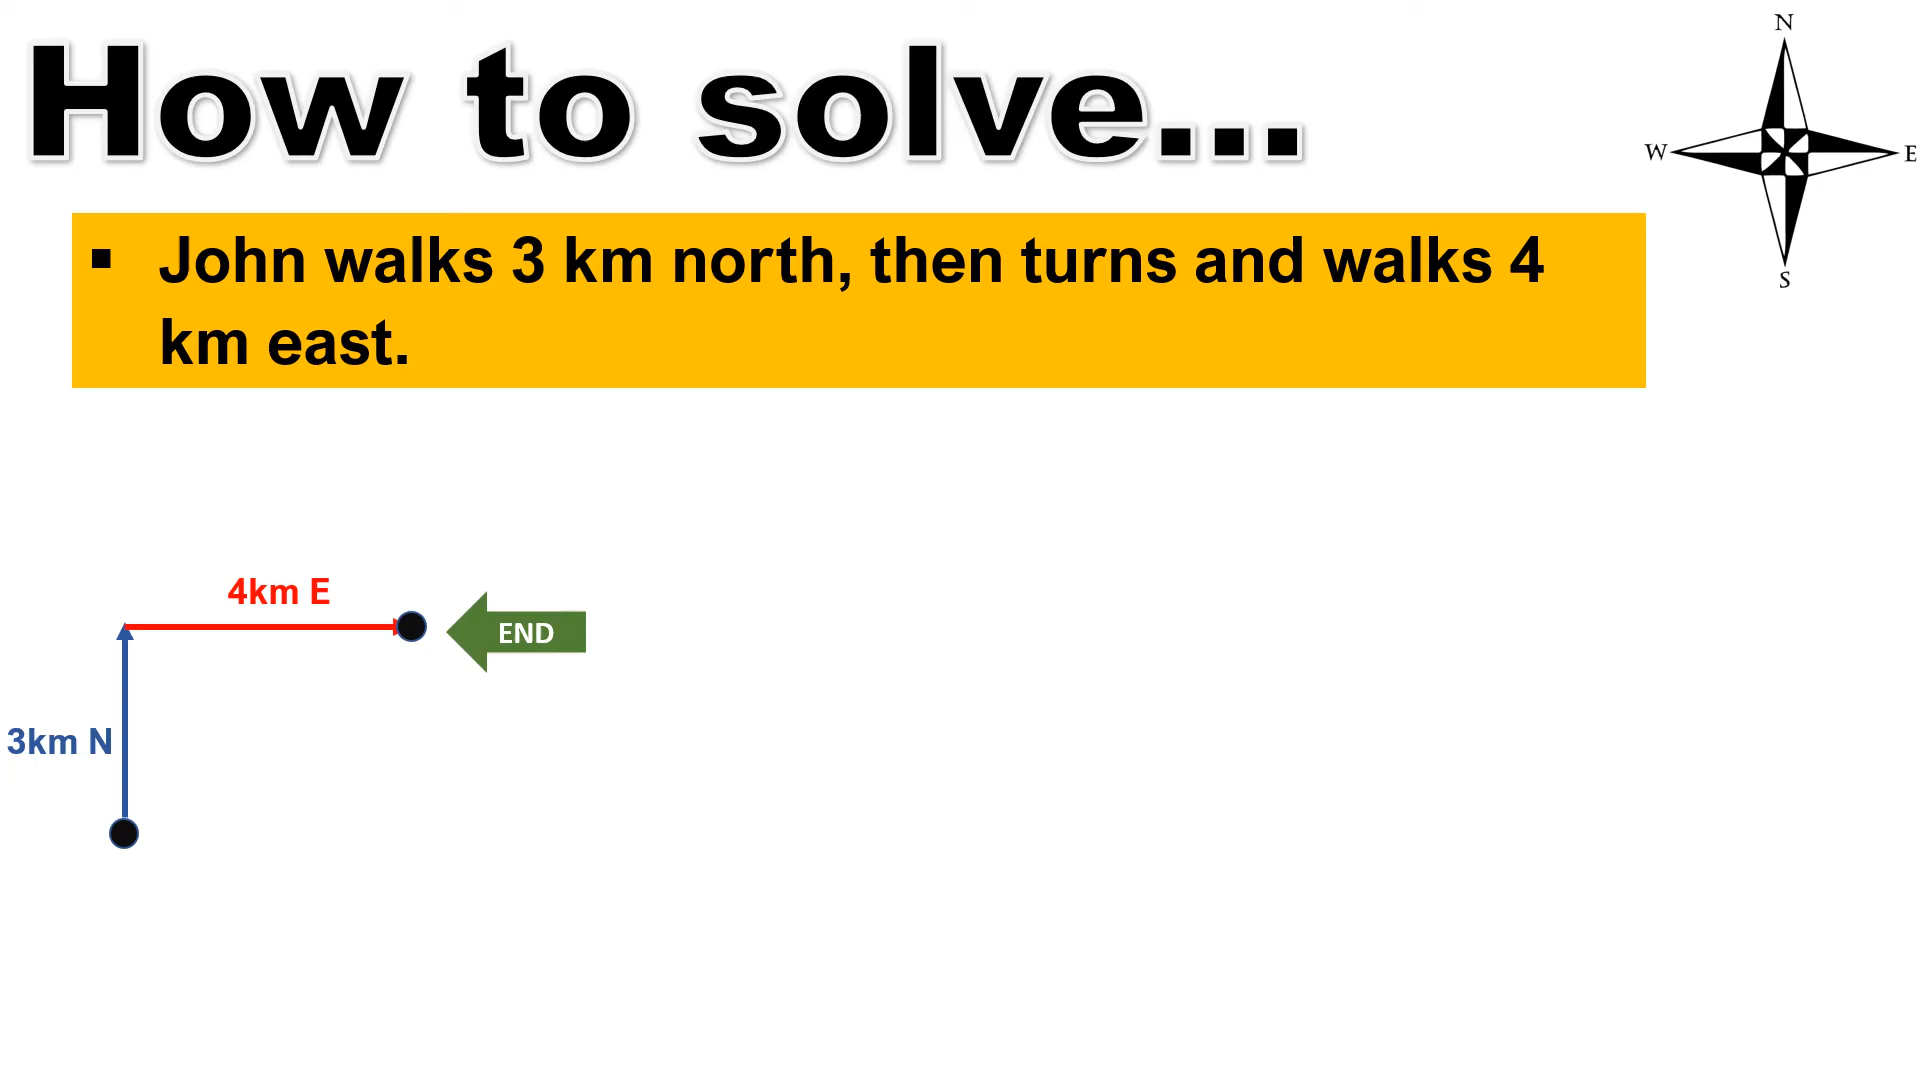 How to solve...
N
W
E
S
▪ John walks 3 km north, then turns and walks 4
km east.
4km E
END
3km N